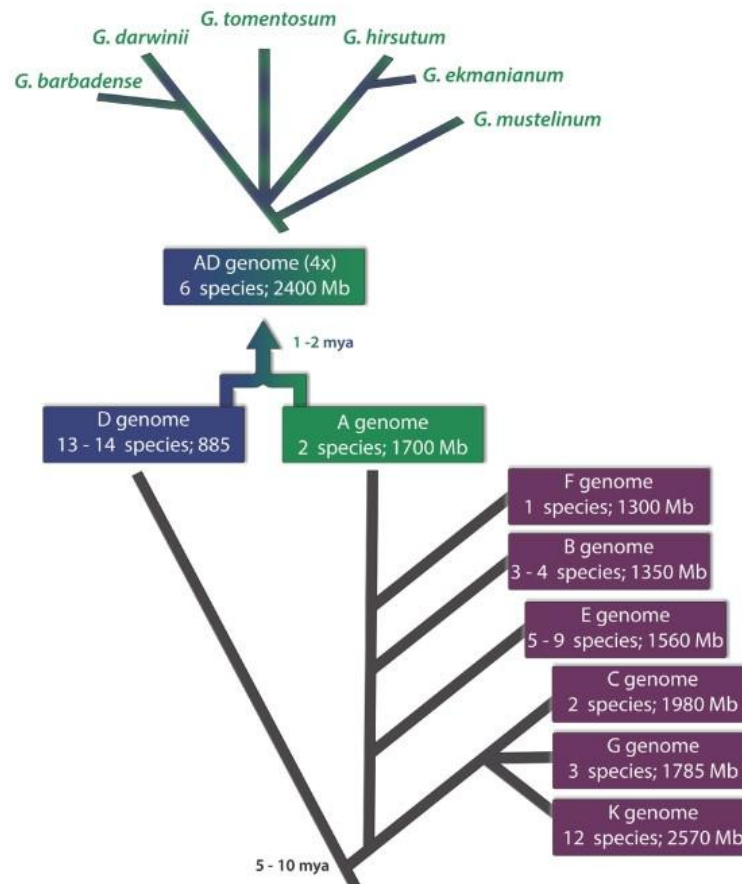 G. tomentosum
G. darwinii
G. hirsutum
G. barbadense
G. ekmanianum
G. mustelinum
AD genome (4x)
6 species; 2400 Mb
1 -2 mya
D genome
13 - 14 species; 885
A genome
2 species; 1700 Mb
F genome
1 species; 1300 Mb
B genome
3 - 4 species; 1350 Mb
E genome
5 - 9 species; 1560 Mb
C genome
2 species; 1980 Mb
G genome
3 species; 1785 Mb
K genome
12 species; 2570 Mb
5 - 10 mya